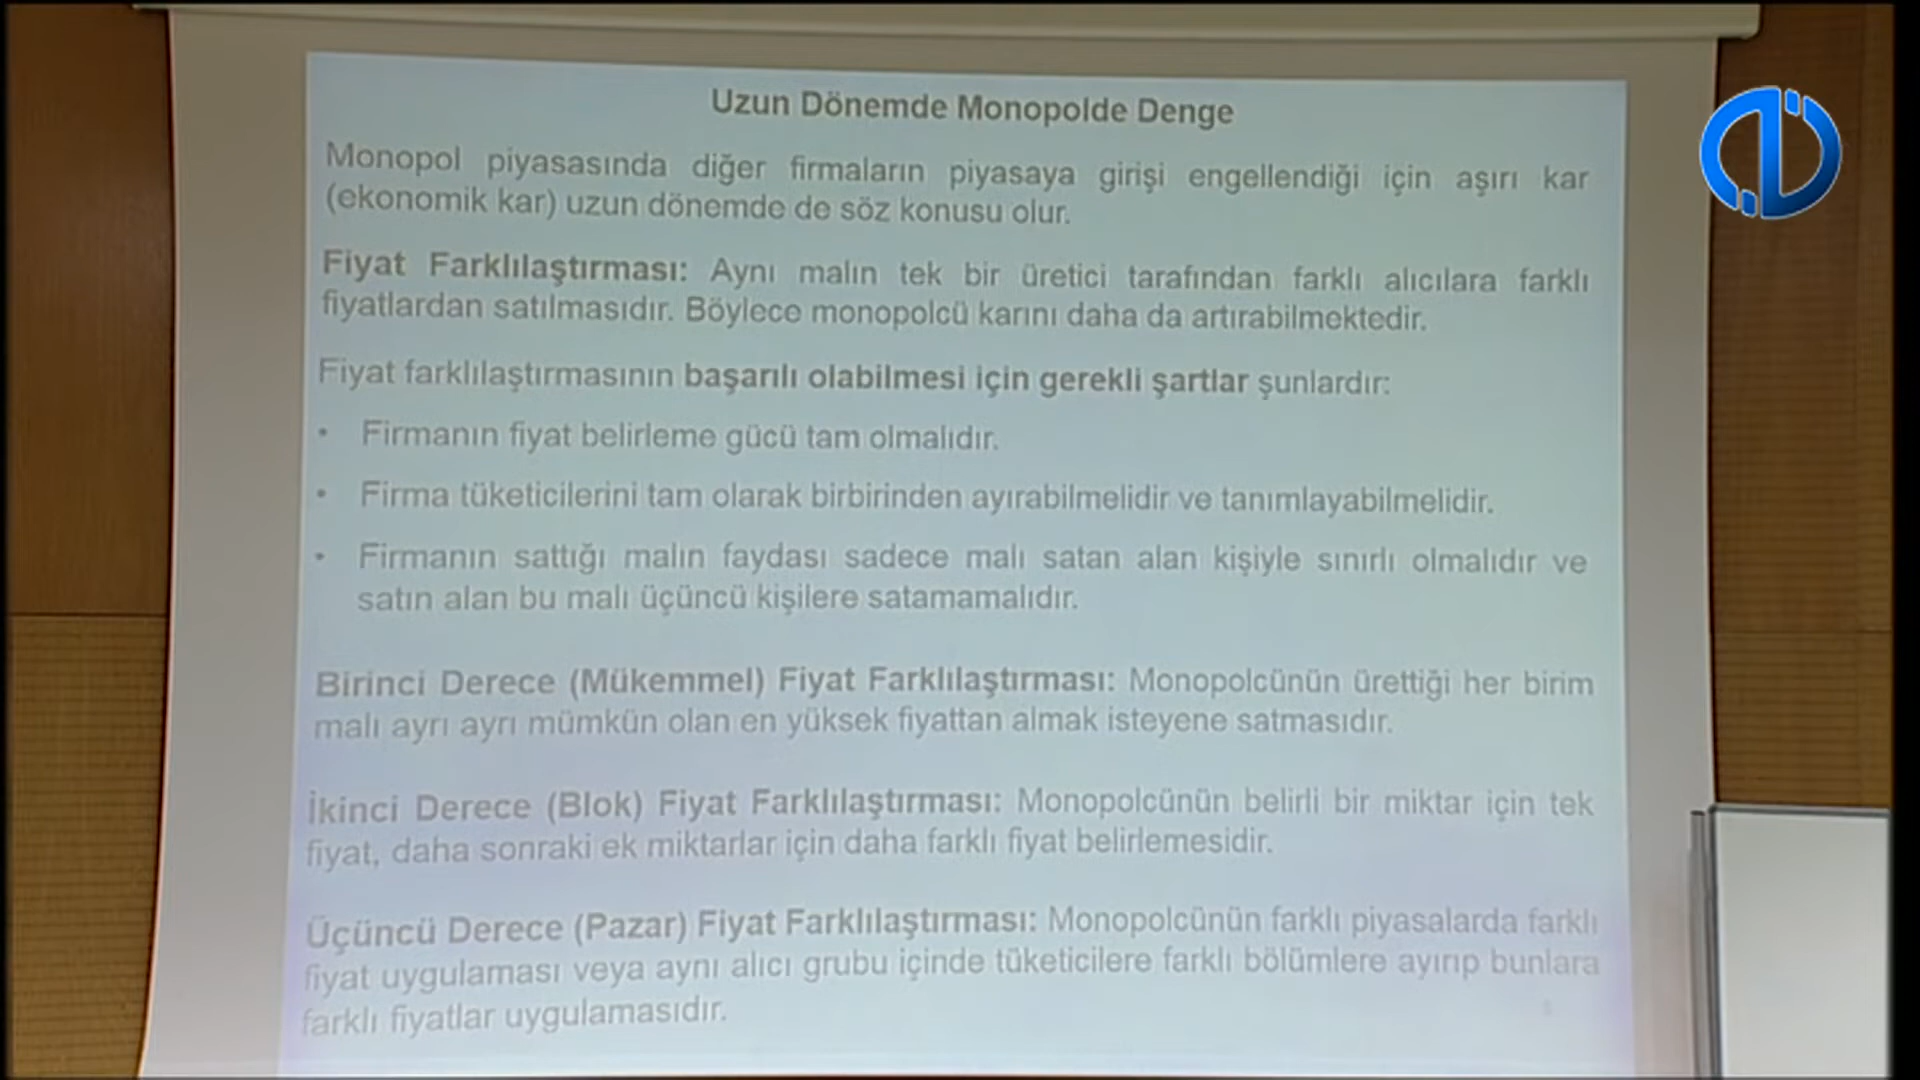 Uzun Dönemde Monopolde Denge
Monopol piyasasında diğer firmaların piyasaya girişi engellendiği için aşırı kar
(ekonomik kar) uzun dönemde de söz konusu olur.
Fiyat Farklılaştırması: Aynı malın tek bir üretici tarafından farklı alıcılara farklı
fiyatlardan satılmasıdır. Böylece monopolcü karını daha da artırabilmektedir.
Fiyat farklılaştırmasının başarılı olabilmesi için gerekli şartlar şunlardır:
• Firmanın fiyat belirleme gücü tam olmalıdır.
• Firma tüketicilerini tam olarak birbirinden ayırabilmelidir ve tanımlayabilmelidir.
• Firmanın sattığı malın faydası sadece malı satan alan kişiyle sınırlı olmalıdır ve
satın alan bu malı üçüncü kişilere satamamalıdır.
Birinci Derece (Mükemmel) Fiyat Farklılaştırması: Monopolcünün ürettiği her birim
malı ayrı ayrı mümkün olan en yüksek fiyattan almak isteyene satmasıdır.
İkinci Derece (Blok) Fiyat Farklılaştırması: Monopolcünün belirli bir miktar için tek
fiyat, daha sonraki ek miktarlar için daha farklı fiyat belirlemesidir.
Üçüncü Derece (Pazar) Fiyat Farklılaştırması: Monopolcünün farklı piyasalarda farklı
fiyat uygulaması veya aynı alıcı grubu içinde tüketicilere farklı bölümlere ayırıp bunlara
farklı fiyatlar uygulamasıdır.